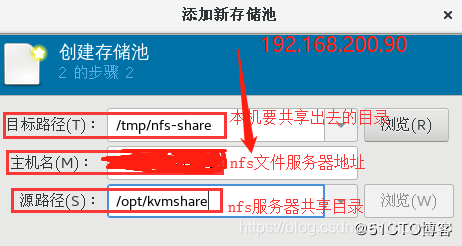 添加新存储池
创建存储池
192.168.200.90
2 的步骤 2
本机要共享出去的目录
目标路径(T)： /tmp/nfs-share 浏览(R)
主机名(M)： nfs文件服务器地址
源路径(S)： /opt/kvmshare 浏览(W)
nfs服务器共享目录
https://blog.csdn.net/
@51CTO博客